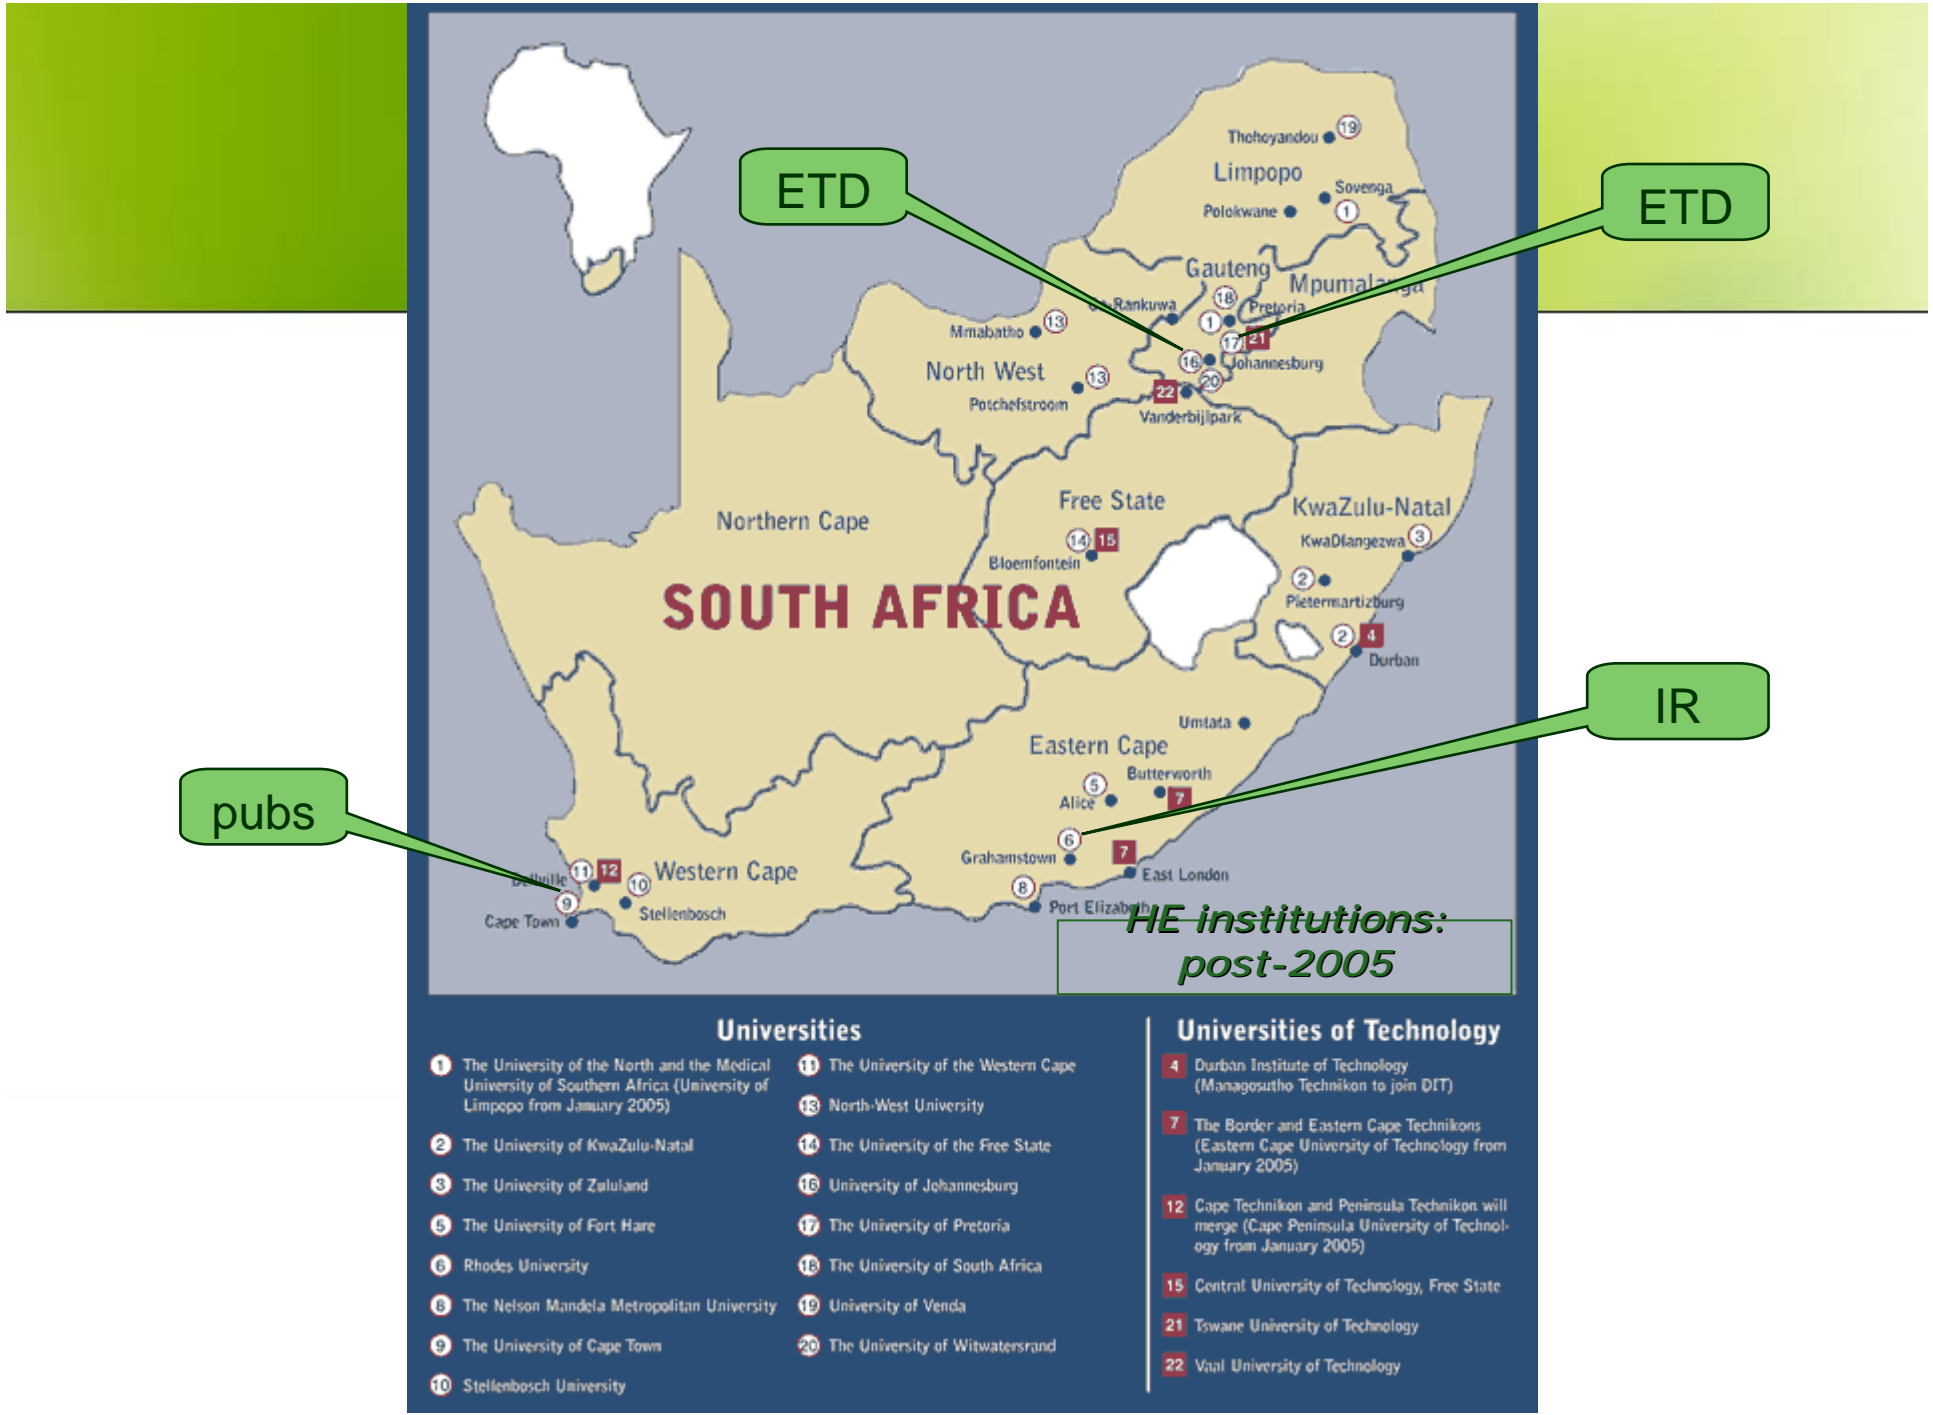 19
Thohoyandou
Limpopo
Sovenga
Polokwane
1
ETD
ETD
Gauteng
Mpumalanga
18
Ga-Rankuwa
Pretoria
1
Mmabatho
13
17
21
16
Johannesburg
North West
13
20
22
Potchefstroom
Vanderbijlpark
Free State
KwaZulu-Natal
Northern Cape
14
15
KwaDlangezwa
3
Bloemfontein
2
SOUTH AFRICA
Pietermartizburg
2
4
Durban
IR
Umtata
Eastern Cape
Butterworth
5
7
Alice
pubs
6
Grahamstown
7
East London
11
12
Western Cape
Bellville
10
8
9
Stellenbosch
Port Elizabeth
Cape Town
HE institutions:
post-2005
Universities
1 The University of the North and the Medical
University of Southern Africa (University of
Limpopo from January 2005)
2 The University of KwaZulu-Natal
3 The University of Zululand
5 The University of Fort Hare
6 Rhodes University
8 The Nelson Mandela Metropolitan University
9 The University of Cape Town
10 Stellenbosch University
11 The University of the Western Cape
13 North-West University
14 The University of the Free State
16 University of Johannesburg
17 The University of Pretoria
18 The University of South Africa
19 University of Venda
20 The University of Witwatersrand
Universities of Technology
4 Durban Institute of Technology
(Managosutho Technikon to join DIT)
7 The Border and Eastern Cape Technikons
(Eastern Cape University of Technology from
January 2005)
12 Cape Technikon and Peninsula Technikon will
merge (Cape Peninsula University of Technol-
ogy from January 2005)
15 Central University of Technology, Free State
21 Tswane University of Technology
22 Vaal University of Technology